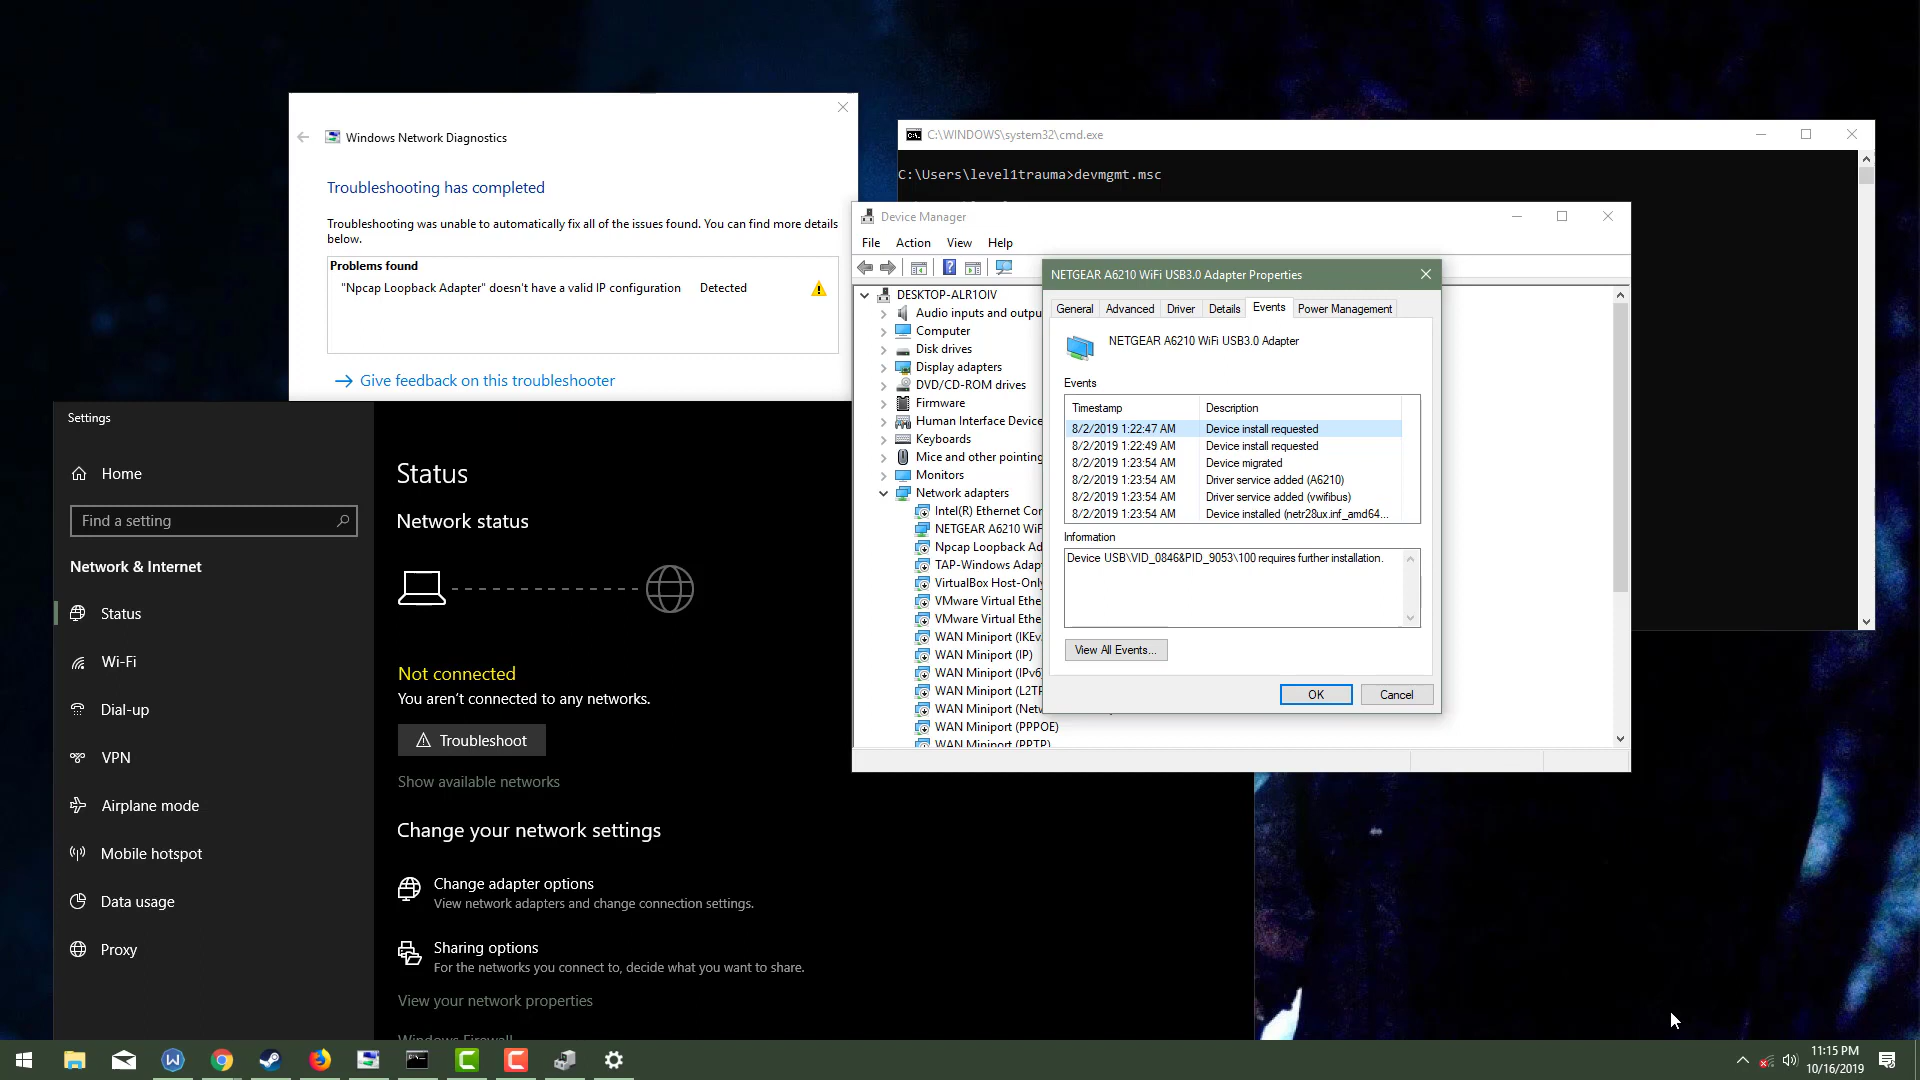 Windows Network Diagnostics
Troubleshooting has completed
Troubleshooting was unable to automatically fix all of the issues found. You can find more details
below.
Problems found
"Npcap Loopback Adapter" doesn't have a valid IP configuration Detected
Give feedback on this troubleshooter
C:\WINDOWS\system32\cmd.exe
C:\Users\level1trauma>devmgmt.msc
Device Manager
File Action View Help
DESKTOP-ALR1OIV
Audio inputs and outpu
Computer
Disk drives
Display adapters
DVD/CD-ROM drives
Firmware
Human Interface Device
Keyboards
Mice and other pointing
Monitors
Network adapters
Intel(R) Ethernet Cor
NETGEAR A6210 WiF
Npcap Loopback Ad
TAP-Windows Adap
VirtualBox Host-Only
VMware Virtual Ethe
VMware Virtual Ethe
WAN Miniport (IKEv
WAN Miniport (IP)
WAN Miniport (IPv6
WAN Miniport (L2TP
WAN Miniport (Netw
WAN Miniport (PPPOE)
WAN Miniport (PPTP)
NETGEAR A6210 WiFi USB3.0 Adapter Properties
General Advanced Driver Details Events Power Management
NETGEAR A6210 WiFi USB3.0 Adapter
Events
Timestamp Description
8/2/2019 1:22:47 AM Device install requested
8/2/2019 1:22:49 AM Device install requested
8/2/2019 1:23:54 AM Device migrated
8/2/2019 1:23:54 AM Driver service added (A6210)
8/2/2019 1:23:54 AM Driver service added (vwifibus)
8/2/2019 1:23:54 AM Device installed (netr28ux.inf_amd64...
Information
Device USB\VID_0846&PID_9053\100 requires further installation.
View All Events...
OK Cancel
Settings
Home
Find a setting
Network & Internet
Status
Wi-Fi
Dial-up
VPN
Airplane mode
Mobile hotspot
Data usage
Proxy
Status
Network status
Not connected
You aren't connected to any networks.
Troubleshoot
Show available networks
Change your network settings
Change adapter options
View network adapters and change connection settings.
Sharing options
For the networks you connect to, decide what you want to share.
View your network properties
Windows Firewall
11:15 PM
10/16/2019